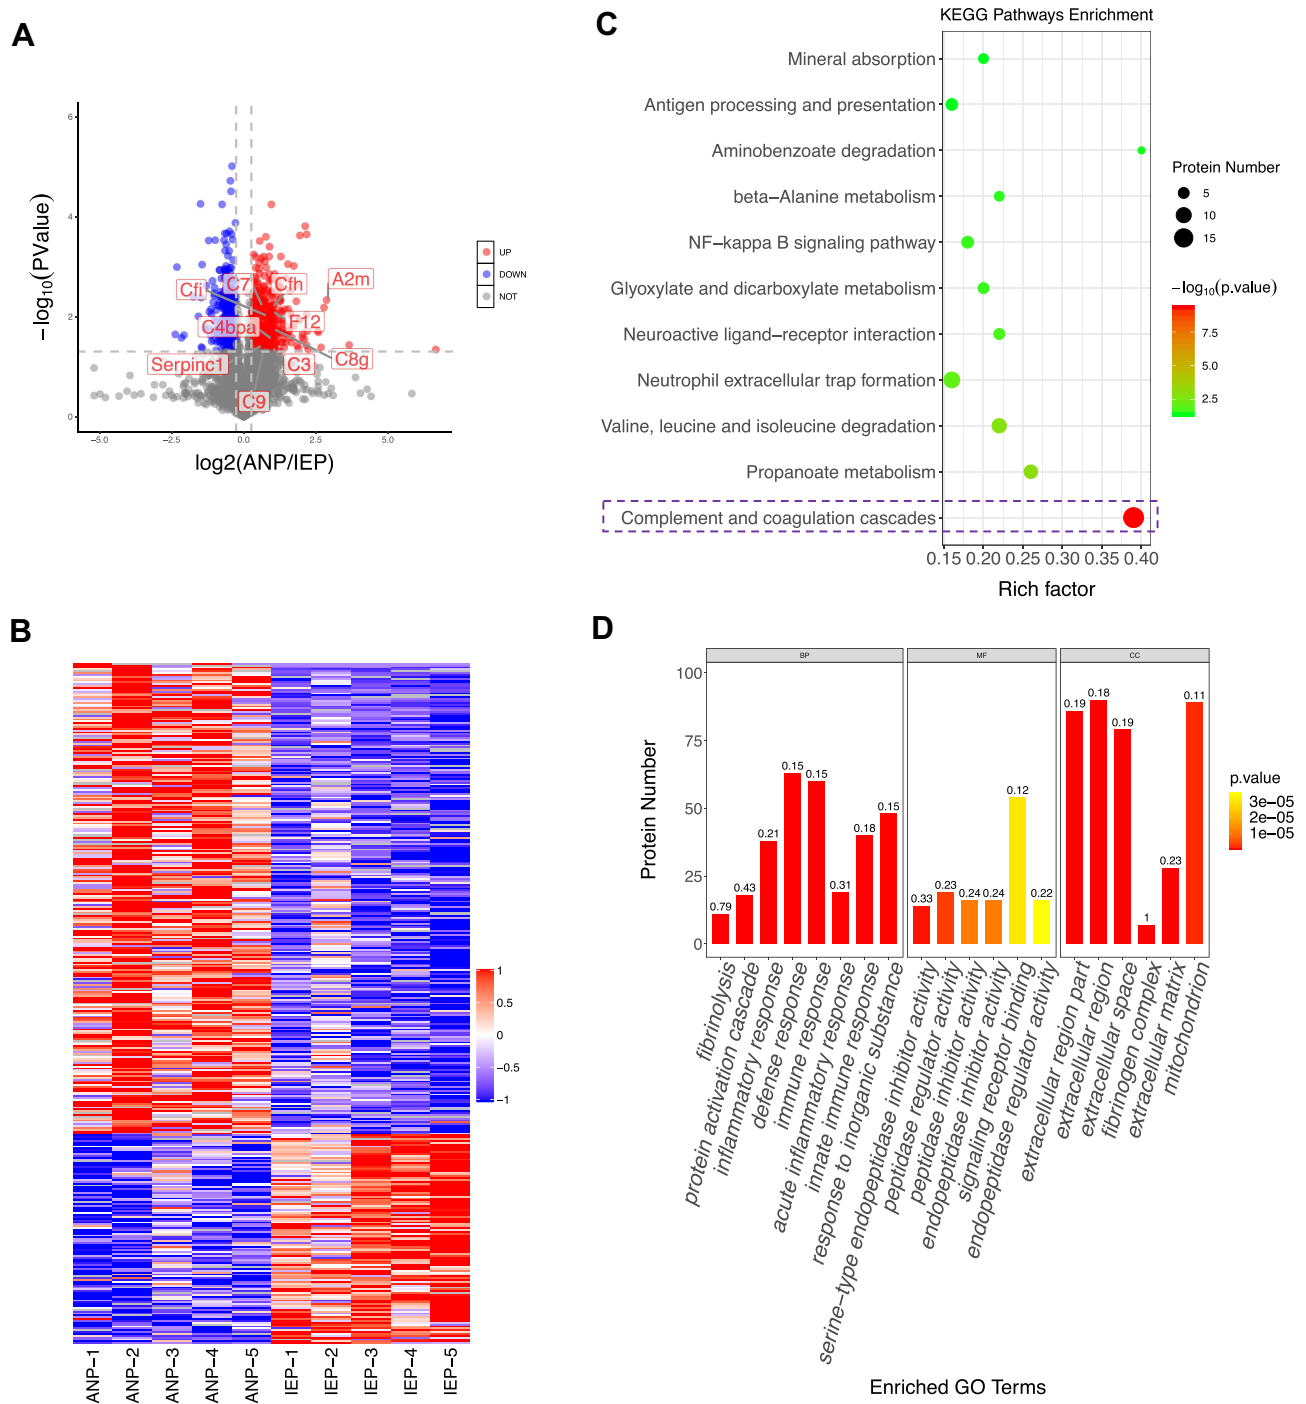 A
−log10(PValue)
6
4
2
0
−5.0
−2.5
0.0
2.5
5.0
log2(ANP/IEP)
Cfi
C7
Cfh
A2m
C4bpa
F12
Serpinc1
C3
C8g
C9
UP
DOWN
NOT
B
1
0.5
0
−0.5
−1
ANP−1
ANP−2
ANP−3
ANP−4
ANP−5
IEP−1
IEP−2
IEP−3
IEP−4
IEP−5
C
KEGG Pathways Enrichment
Mineral absorption
Antigen processing and presentation
Aminobenzoate degradation
beta−Alanine metabolism
NF−kappa B signaling pathway
Glyoxylate and dicarboxylate metabolism
Neuroactive ligand−receptor interaction
Neutrophil extracellular trap formation
Valine, leucine and isoleucine degradation
Propanoate metabolism
Complement and coagulation cascades
0.15 0.20 0.25 0.30 0.35 0.40
Rich factor
Protein Number
5
10
15
−log10(p.value)
7.5
5.0
2.5
D
BP
MF
CC
Protein Number
100
75
50
25
0
0.79
0.43
0.21
0.15
0.15
0.31
0.18
0.15
0.33
0.23
0.24
0.24
0.12
0.22
0.19
0.18
0.19
1
0.23
0.11
fibrinolysis
protein activation cascade
inflammatory response
defense response
immune response
acute inflammatory response
innate immune response
response to inorganic substance
serine−type endopeptidase inhibitor activity
peptidase regulator activity
peptidase inhibitor activity
endopeptidase inhibitor activity
signaling receptor binding
endopeptidase regulator activity
extracellular region part
extracellular region
extracellular space
fibrinogen complex
extracellular matrix
mitochondrion
Enriched GO Terms
p.value
3e−05
2e−05
1e−05